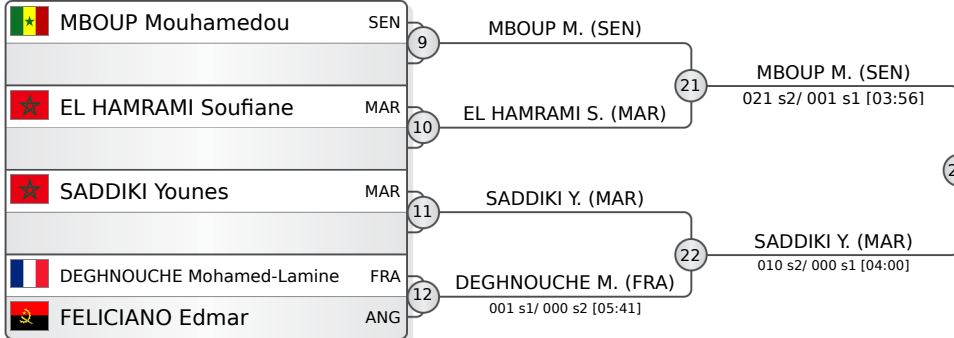 MBOUP Mouhamedou SEN
9
MBOUP M. (SEN)
EL HAMRAMI Soufiane MAR
10
EL HAMRAMI S. (MAR)
21
MBOUP M. (SEN)
021 s2/ 001 s1 [03:56]
2
SADDIKI Younes MAR
11
SADDIKI Y. (MAR)
DEGHNOUCHE Mohamed-Lamine FRA
12
FELICIANO Edmar ANG
DEGHNOUCHE M. (FRA)
001 s1/ 000 s2 [05:41]
22
SADDIKI Y. (MAR)
010 s2/ 000 s1 [04:00]